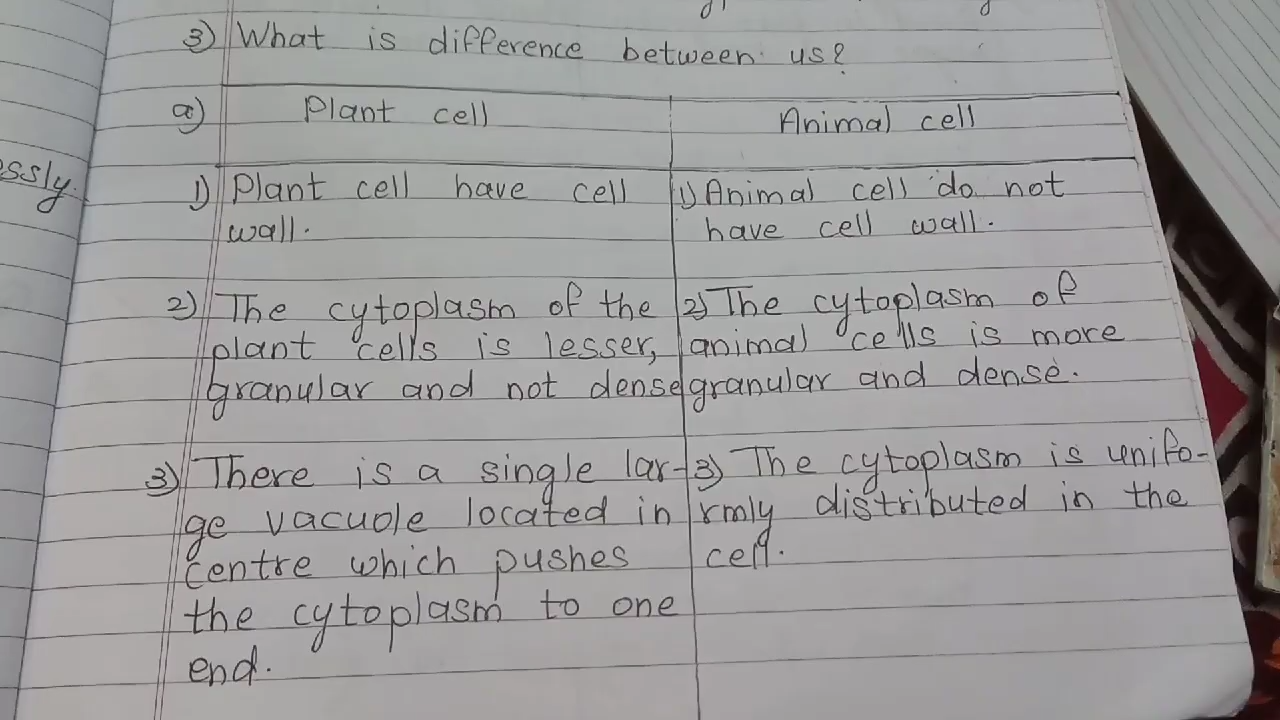 ssly.
3) What is difference between us?
a) Plant cell Animal cell
1) Plant cell have cell
wall.
1) Animal cell do not
have cell wall.
2) The cytoplasm of the
plant cells is lesser,
granular and not dense
2) The cytoplasm of
animal cells is more
granular and dense.
3) There is a single lar-
ge vacuole located in
centre which pushes
the cytoplasm to one
end.
3) The cytoplasm is unifo-
rmly distributed in the
cell.